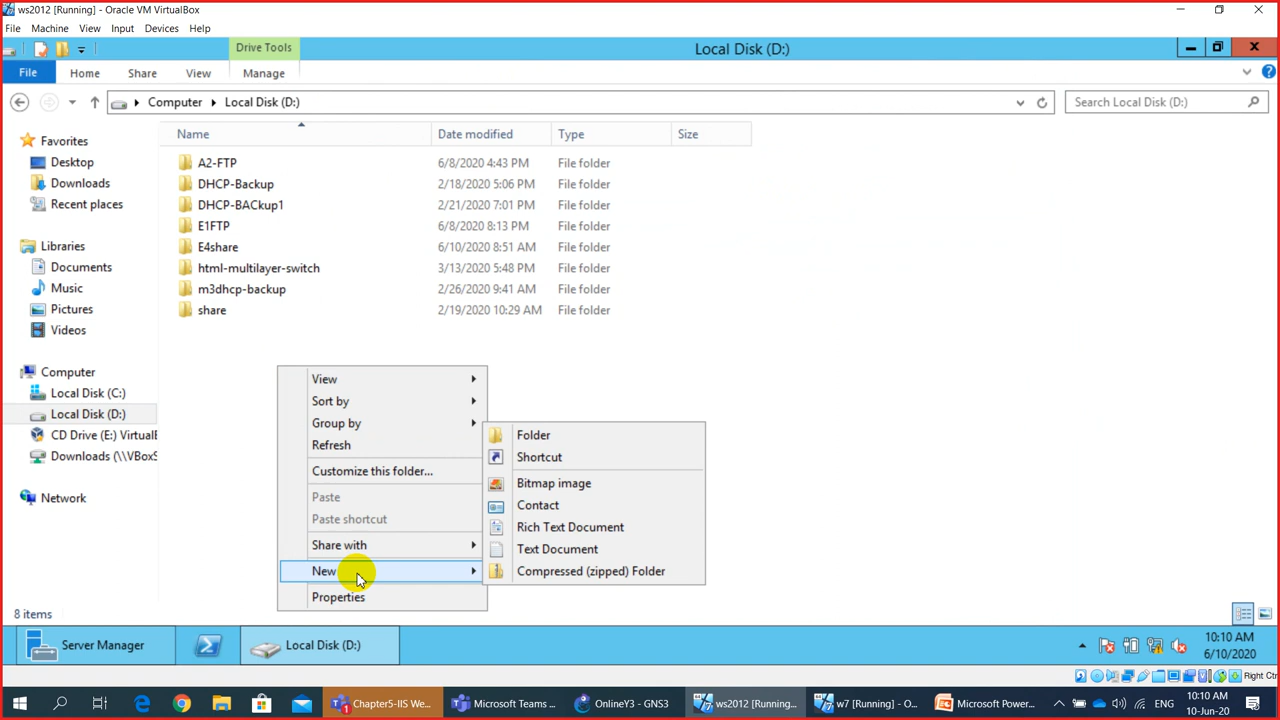 ws2012 [Running] - Oracle VM VirtualBox
File Machine View Input Devices Help
Drive Tools
Local Disk (D:)
File Home Share View Manage
Computer Local Disk (D:)
Search Local Disk (D:)
Name Date modified Type Size
Favorites
Desktop
Downloads
Recent places
Libraries
Documents
Music
Pictures
Videos
Computer
Local Disk (C:)
Local Disk (D:)
CD Drive (E:) VirtualB
Downloads (\\VBoxS
Network
A2-FTP 6/8/2020 4:43 PM File folder
DHCP-Backup 2/18/2020 5:06 PM File folder
DHCP-BACkup1 2/21/2020 7:01 PM File folder
E1FTP 6/8/2020 8:13 PM File folder
E4share 6/10/2020 8:51 AM File folder
html-multilayer-switch 3/13/2020 5:48 PM File folder
m3dhcp-backup 2/26/2020 9:41 AM File folder
share 2/19/2020 10:29 AM File folder
View
Sort by
Group by
Refresh
Customize this folder...
Paste
Paste shortcut
Share with
New
Properties
Folder
Shortcut
Bitmap image
Contact
Rich Text Document
Text Document
Compressed (zipped) Folder
8 items
Server Manager
Local Disk (D:)
10:10 AM
6/10/2020
Right Ctr
Chapter5-IIS We...
Microsoft Teams ...
OnlineY3 - GNS3
ws2012 [Running]...
w7 [Running] - O...
Microsoft Power...
ENG
10:10 AM
10-Jun-20